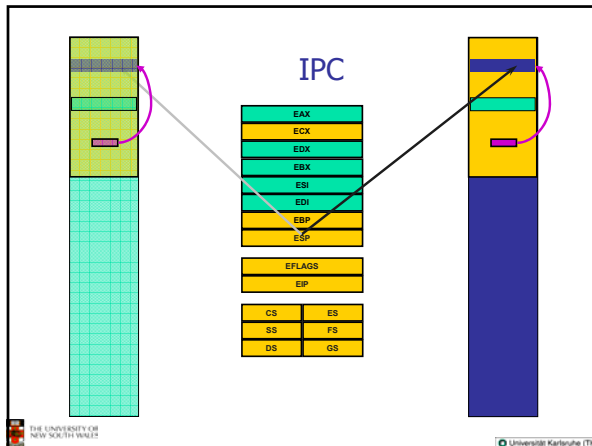 IPC
EAX
ECX
EDX
EBX
ESI
EDI
EBP
ESP
EFLAGS
EIP
CS ES
SS FS
DS GS
THE UNIVERSITY OF
NEW SOUTH WALES
Universität Karlsruhe (TH